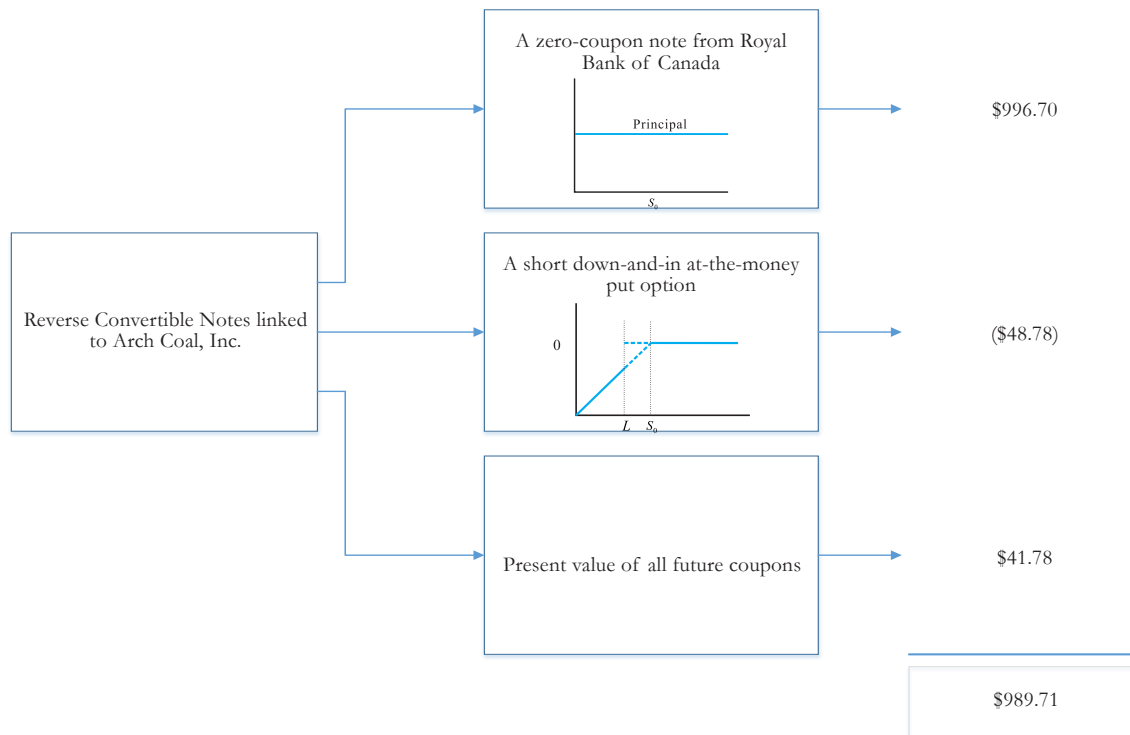 A zero-coupon note from Royal
Bank of Canada
Principal
S₀
$996.70
Reverse Convertible Notes linked
to Arch Coal, Inc.
A short down-and-in at-the-money
put option
0
L S₀
($48.78)
Present value of all future coupons
$41.78
$989.71